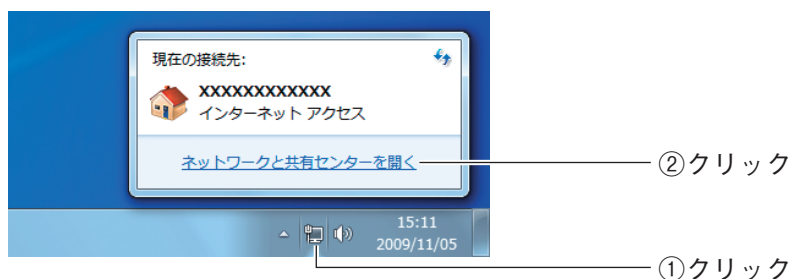 現在の接続先:
XXXXXXXXXXXX
インターネット アクセス
ネットワークと共有センターを開く
②クリック
15:11
2009/11/05
①クリック